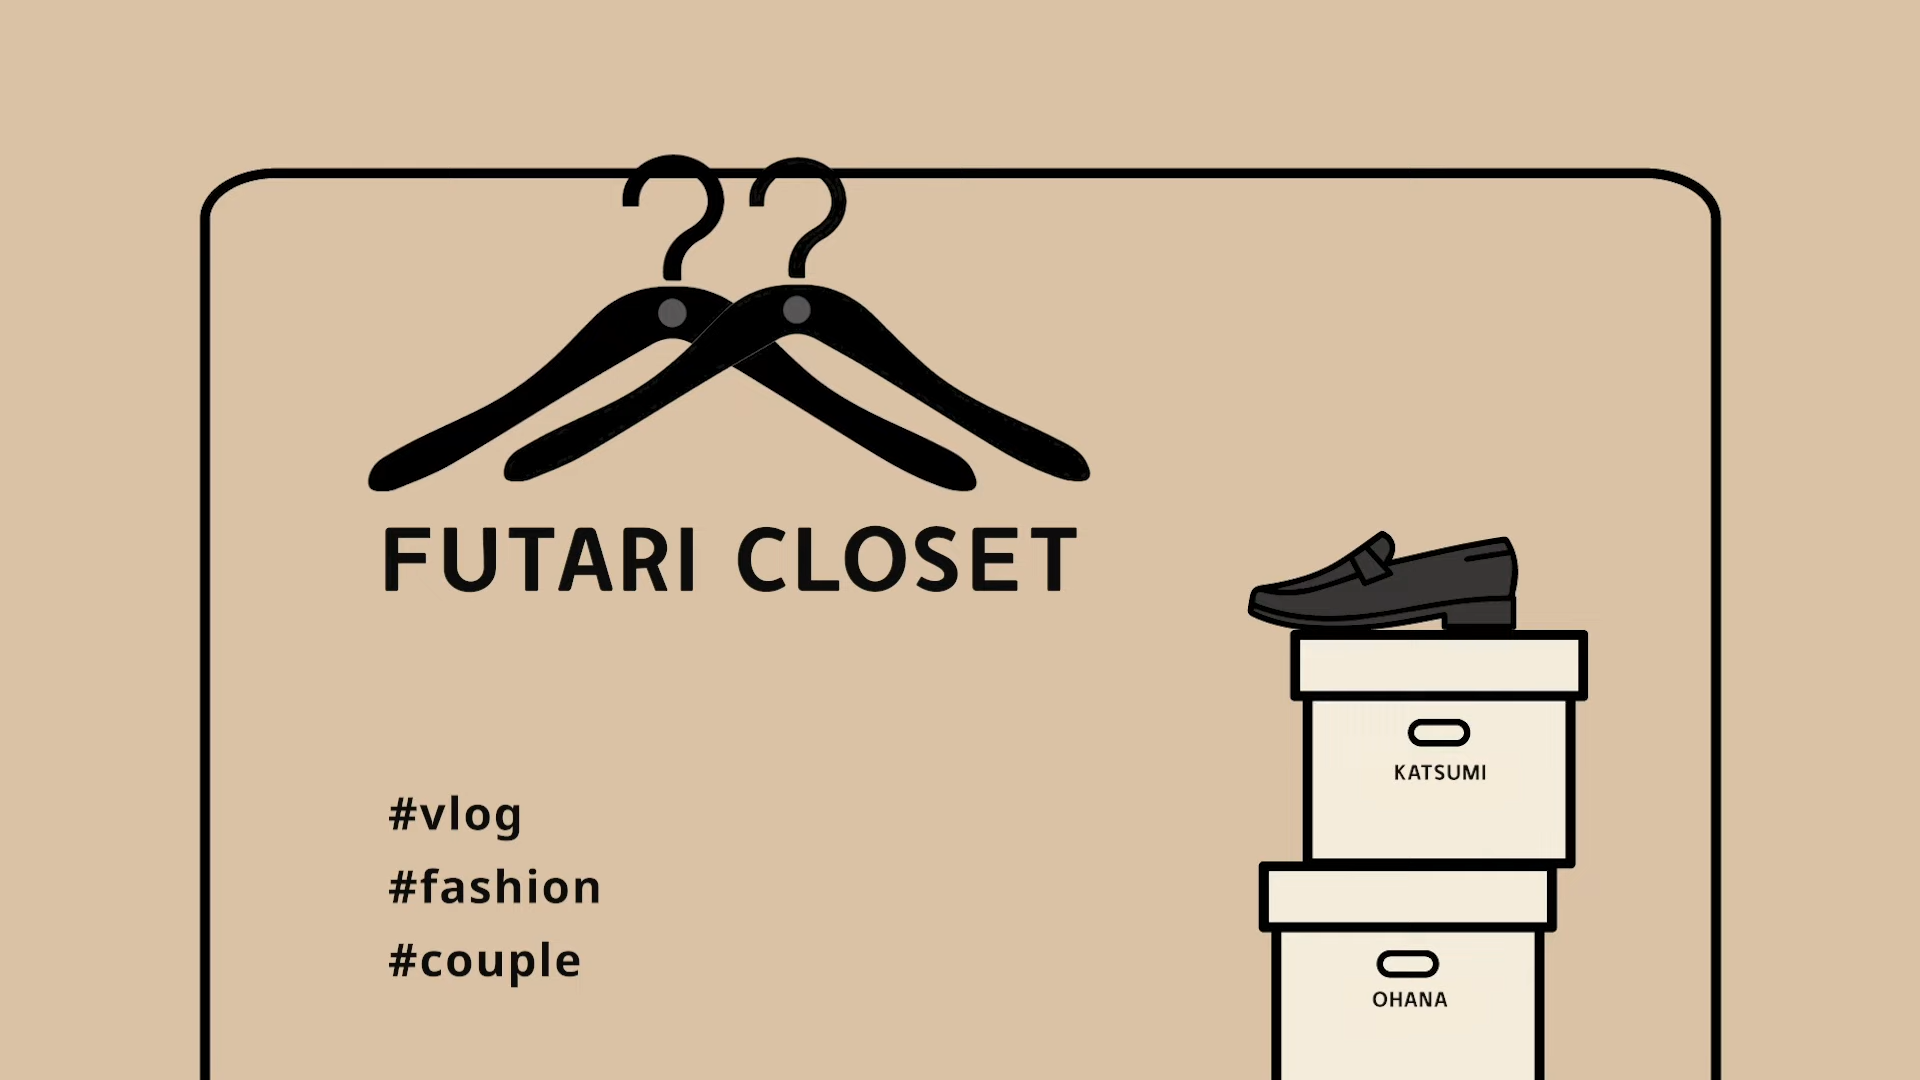 FUTARI CLOSET
#vlog
#fashion
#couple
KATSUMI
OHANA